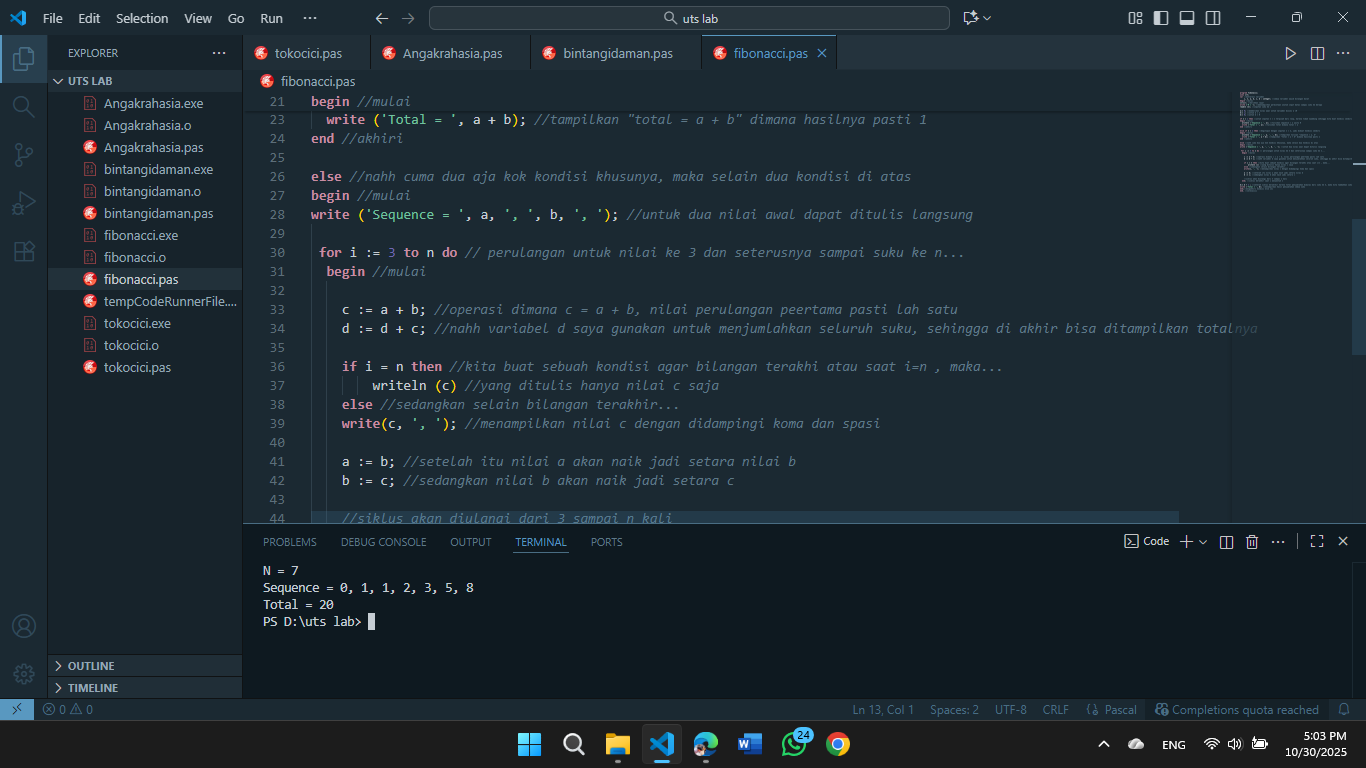 File Edit Selection View Go Run ··· uts lab
EXPLORER ···
UTS LAB
Angakrahasia.exe
Angakrahasia.o
Angakrahasia.pas
bintangidaman.exe
bintangidaman.o
bintangidaman.pas
fibonacci.exe
fibonacci.o
fibonacci.pas
tempCodeRunnerFile....
tokocici.exe
tokocici.o
tokocici.pas
OUTLINE
TIMELINE
tokocici.pas Angakrahasia.pas bintangidaman.pas fibonacci.pas
fibonacci.pas
21 begin //mulai
23 write ('Total = ', a + b); //tampilkan "total = a + b" dimana hasilnya pasti 1
24 end //akhiri
25
26 else //nahh cuma dua aja kok kondisi khusunya, maka selain dua kondisi di atas
27 begin //mulai
28 write ('Sequence = ', a, ', ', b, ', '); //untuk dua nilai awal dapat ditulis langsung
29
30 for i := 3 to n do // perulangan untuk nilai ke 3 dan seterusnya sampai suku ke n...
31 begin //mulai
32
33 c := a + b; //operasi dimana c = a + b, nilai perulangan peertama pasti lah satu
34 d := d + c; //nahh variabel d saya gunakan untuk menjumlahkan seluruh suku, sehingga di akhir bisa ditampilkan totalnya
35
36 if i = n then //kita buat sebuah kondisi agar bilangan terakhi atau saat i=n , maka...
37 writeln (c) //yang ditulis hanya nilai c saja
38 else //sedangkan selain bilangan terakhir...
39 write(c, ', '); //menampilkan nilai c dengan didampingi koma dan spasi
40
41 a := b; //setelah itu nilai a akan naik jadi setara nilai b
42 b := c; //sedangkan nilai b akan naik jadi setara c
43
44 //siklus akan diulangi dari 3 sampai n kali
PROBLEMS DEBUG CONSOLE OUTPUT TERMINAL PORTS Code
N = 7
Sequence = 0, 1, 1, 2, 3, 5, 8
Total = 20
PS D:\uts lab>
0 0 Ln 13, Col 1 Spaces: 2 UTF-8 CRLF Pascal Completions quota reached
24
ENG
5:03 PM
10/30/2025